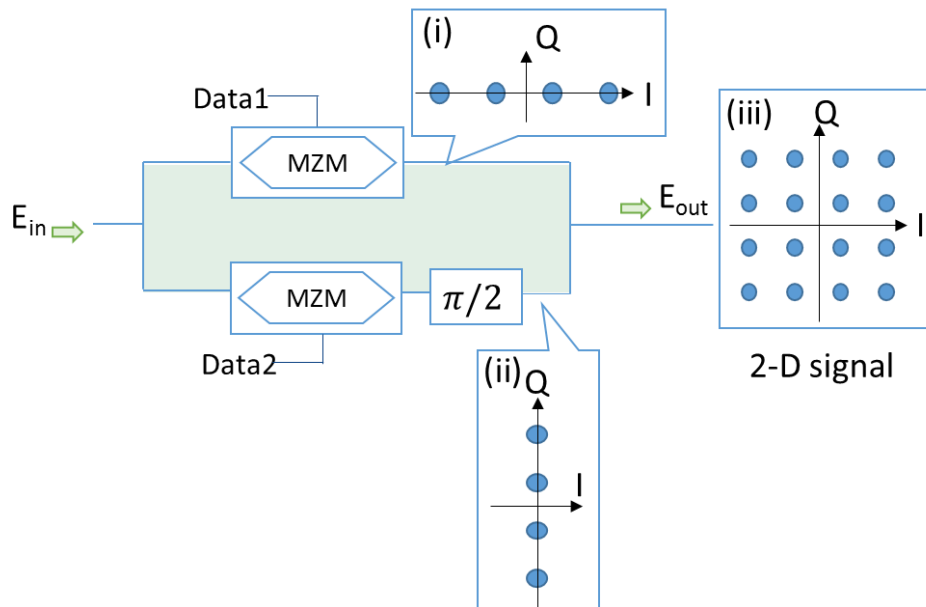 (i)
Q
I
Data1
MZM
(iii)
Q
I
E_in
E_out
MZM
π/2
Data2
2-D signal
(ii)
Q
I